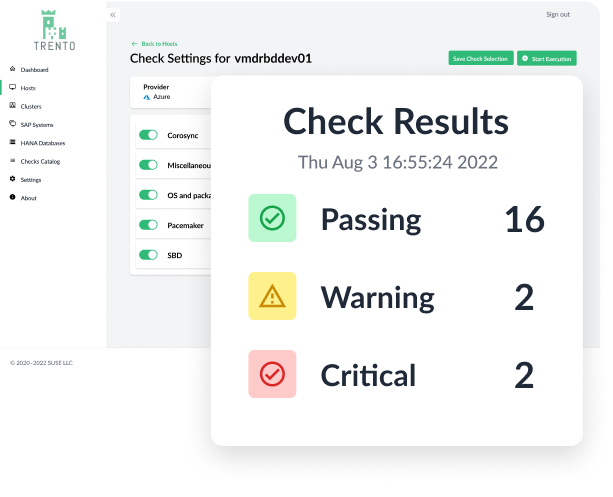 TRENTO
«
Sign out
Dashboard
Hosts
Clusters
SAP Systems
HANA Databases
Checks Catalog
Settings
About
© 2020–2022 SUSE LLC
← Back to Hosts
Check Settings for vmdrbddev01
Save Check Selection
Start Execution
Provider
Azure
Corosync
Miscellaneou
OS and packa
Pacemaker
SBD
Check Results
Thu Aug 3 16:55:24 2022
Passing 16
Warning 2
Critical 2